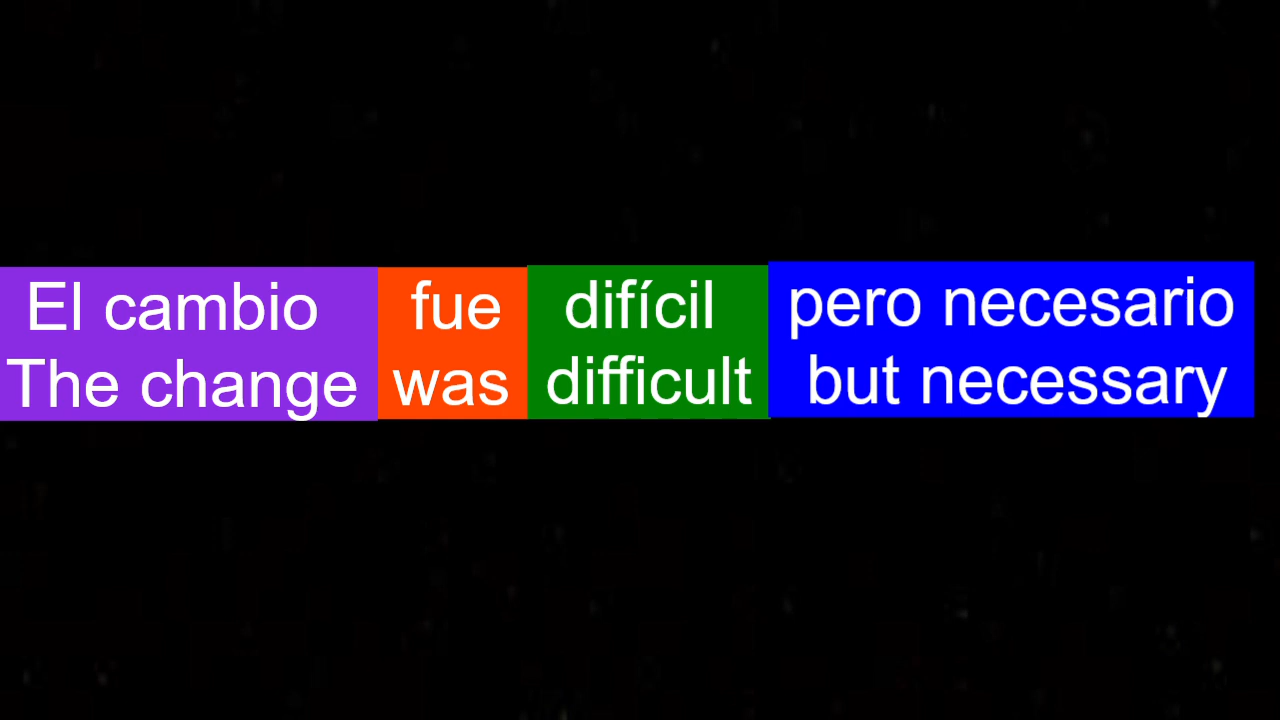 El cambio fue difícil pero necesario
The change was difficult but necessary